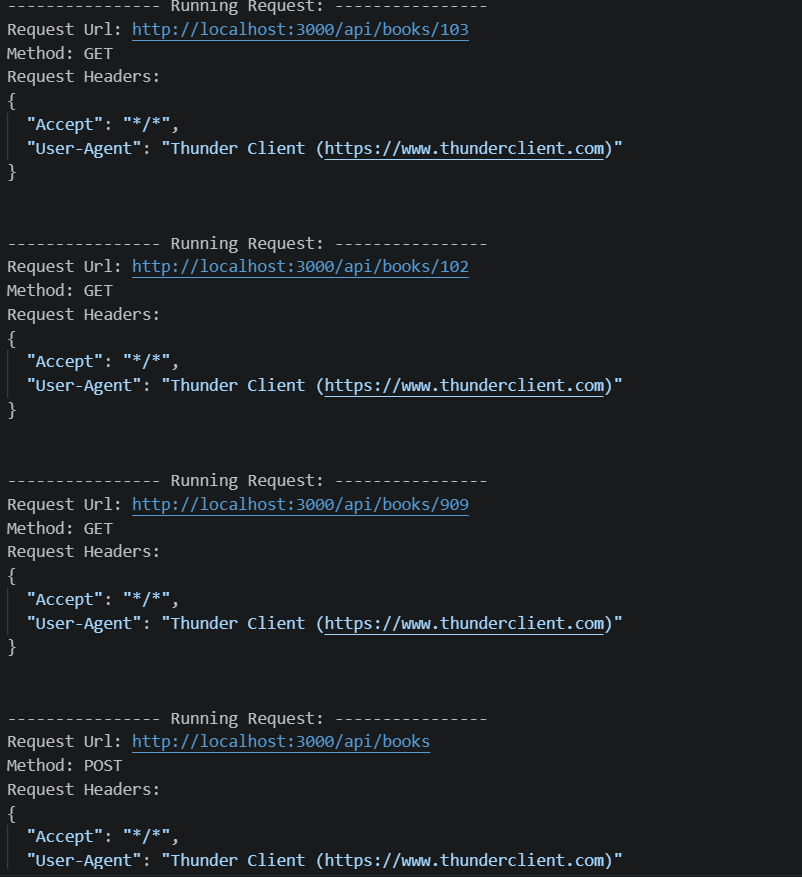 ---------------- Running Request: ----------------
Request Url: http://localhost:3000/api/books/103
Method: GET
Request Headers:
{
  "Accept": "*/*",
  "User-Agent": "Thunder Client (https://www.thunderclient.com)"
}
---------------- Running Request: ----------------
Request Url: http://localhost:3000/api/books/102
Method: GET
Request Headers:
{
  "Accept": "*/*",
  "User-Agent": "Thunder Client (https://www.thunderclient.com)"
}
---------------- Running Request: ----------------
Request Url: http://localhost:3000/api/books/909
Method: GET
Request Headers:
{
  "Accept": "*/*",
  "User-Agent": "Thunder Client (https://www.thunderclient.com)"
}
---------------- Running Request: ----------------
Request Url: http://localhost:3000/api/books
Method: POST
Request Headers:
{
  "Accept": "*/*",
  "User-Agent": "Thunder Client (https://www.thunderclient.com)"